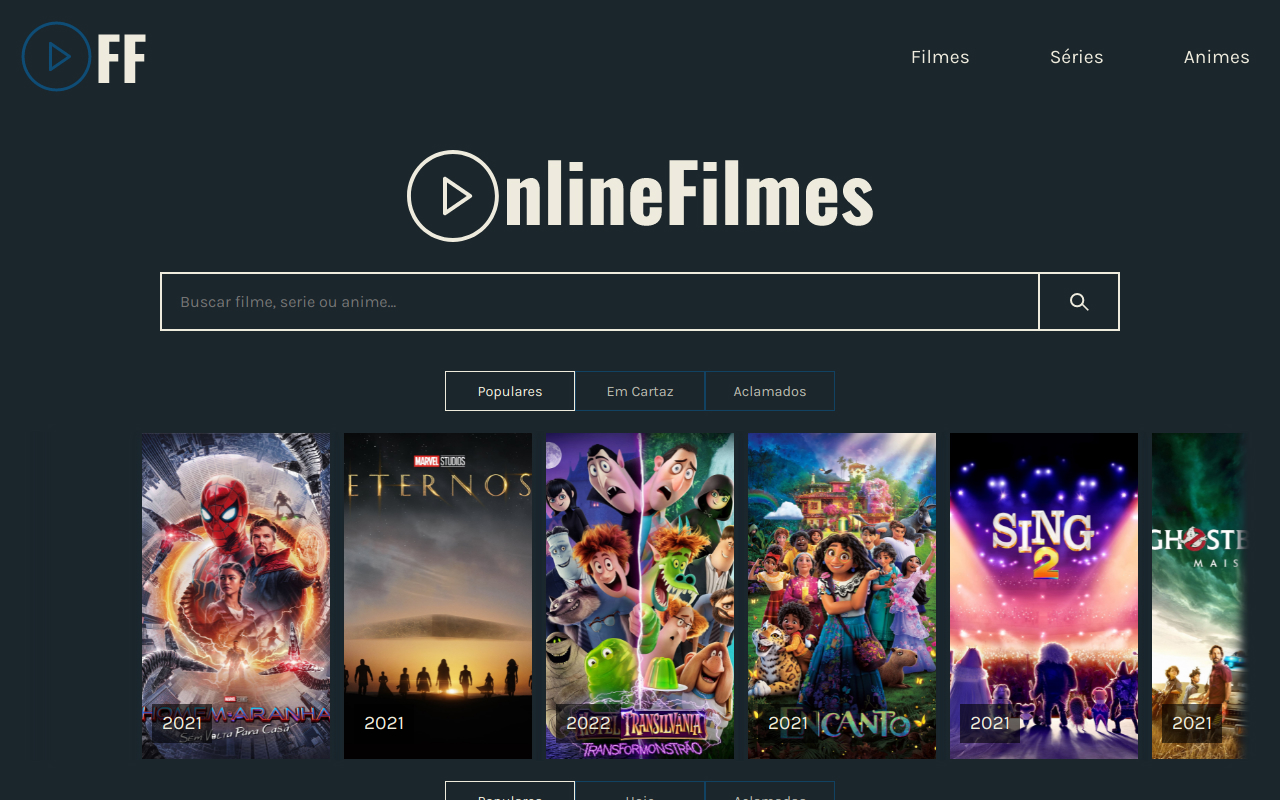 FF
Filmes
Séries
Animes
nlineFilmes
Buscar filme, serie ou anime...
Populares
Em Cartaz
Aclamados
HOMEM-ARANHA
Sem Volta Para Casa
2021
MARVEL STUDIOS
ETERNOS
2021
TRANSILVANIA
TRANSFORMONSTRÃO
2022
ENCANTO
2021
SING
2
2021
GHOSTB
MAIS
2021
Populares
Hoje
Aclamados